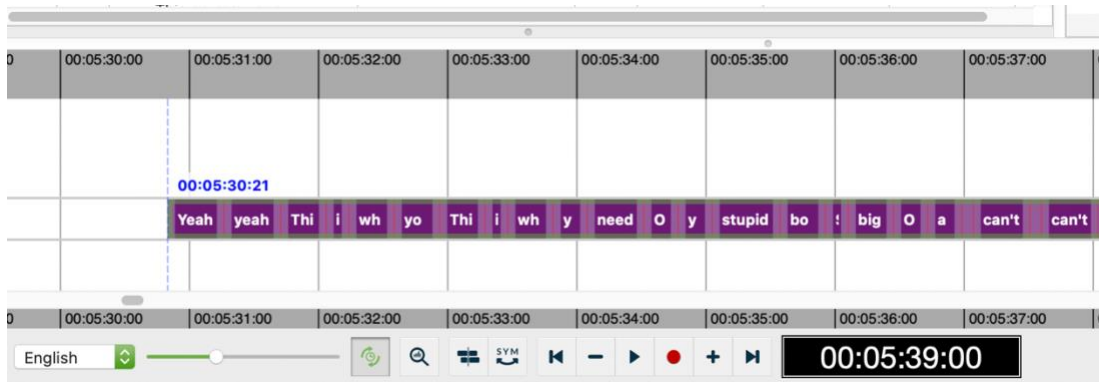 00:05:30:00 00:05:31:00 00:05:32:00 00:05:33:00 00:05:34:00 00:05:35:00 00:05:36:00 00:05:37:00
00:05:30:21
Yeah yeah Thi i wh yo Thi i wh y need O y stupid bo big O a can't can't
00:05:30:00 00:05:31:00 00:05:32:00 00:05:33:00 00:05:34:00 00:05:35:00 00:05:36:00 00:05:37:00
English SYM 00:05:39:00